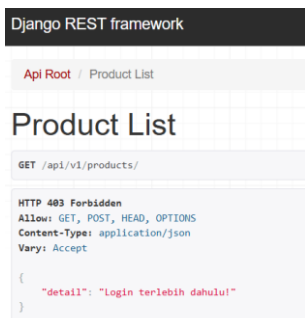 Django REST framework
Api Root / Product List
Product List
GET /api/v1/products/
HTTP 403 Forbidden
Allow: GET, POST, HEAD, OPTIONS
Content-Type: application/json
Vary: Accept
{
"detail": "Login terlebih dahulu!"
}